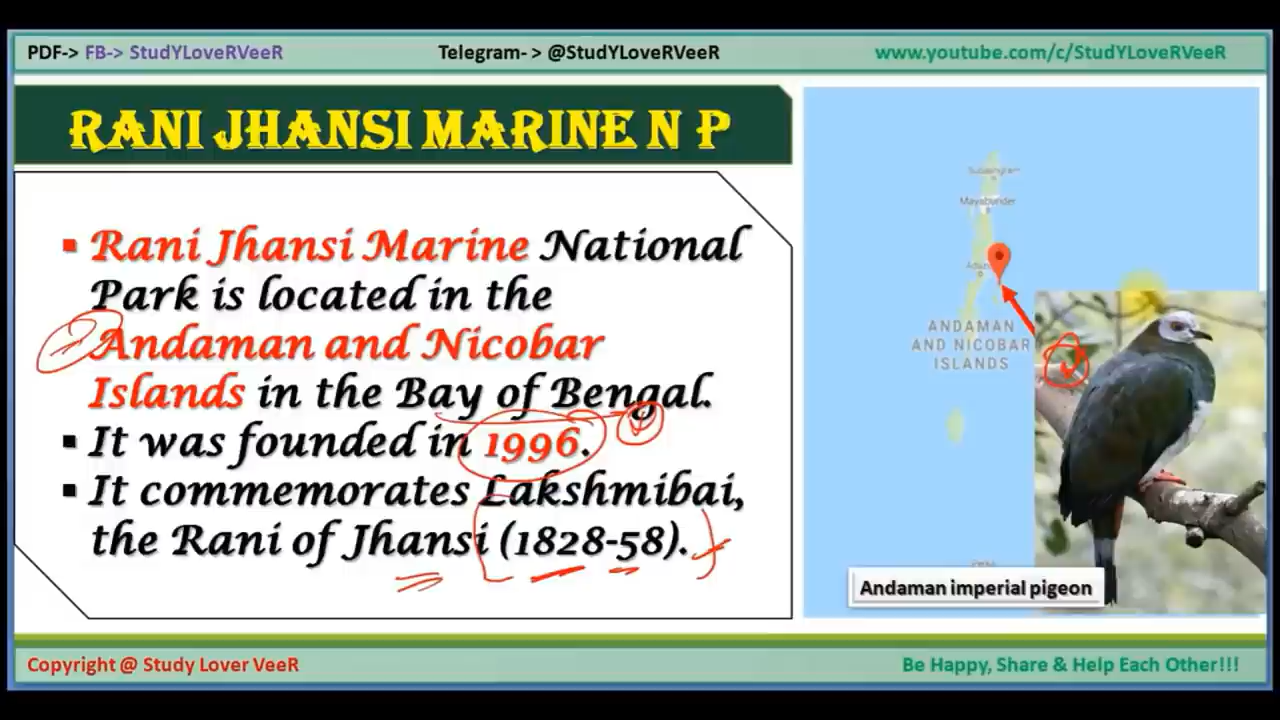 PDF-> FB-> StudYLoveRVeeR
Telegram- > @StudYLoveRVeeR
www.youtube.com/c/StudYLoveRVeeR
RANI JHANSI MARINE N P
▪ Rani Jhansi Marine National
Park is located in the
Andaman and Nicobar
Islands in the Bay of Bengal.
▪ It was founded in 1996.
▪ It commemorates Lakshmibai,
the Rani of Jhansi (1828-58).
Mayabunder
ANDAMAN
AND NICOBAR
ISLANDS
Andaman imperial pigeon
Copyright @ Study Lover VeeR
Be Happy, Share & Help Each Other!!!